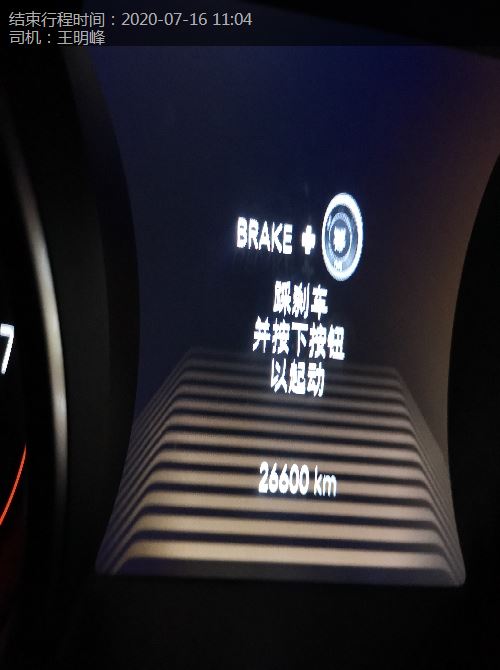 结束行程时间：2020-07-16 11:04
司机：王明峰
BRAKE +
踩刹车
并按下按钮
以起动
7
26600 km